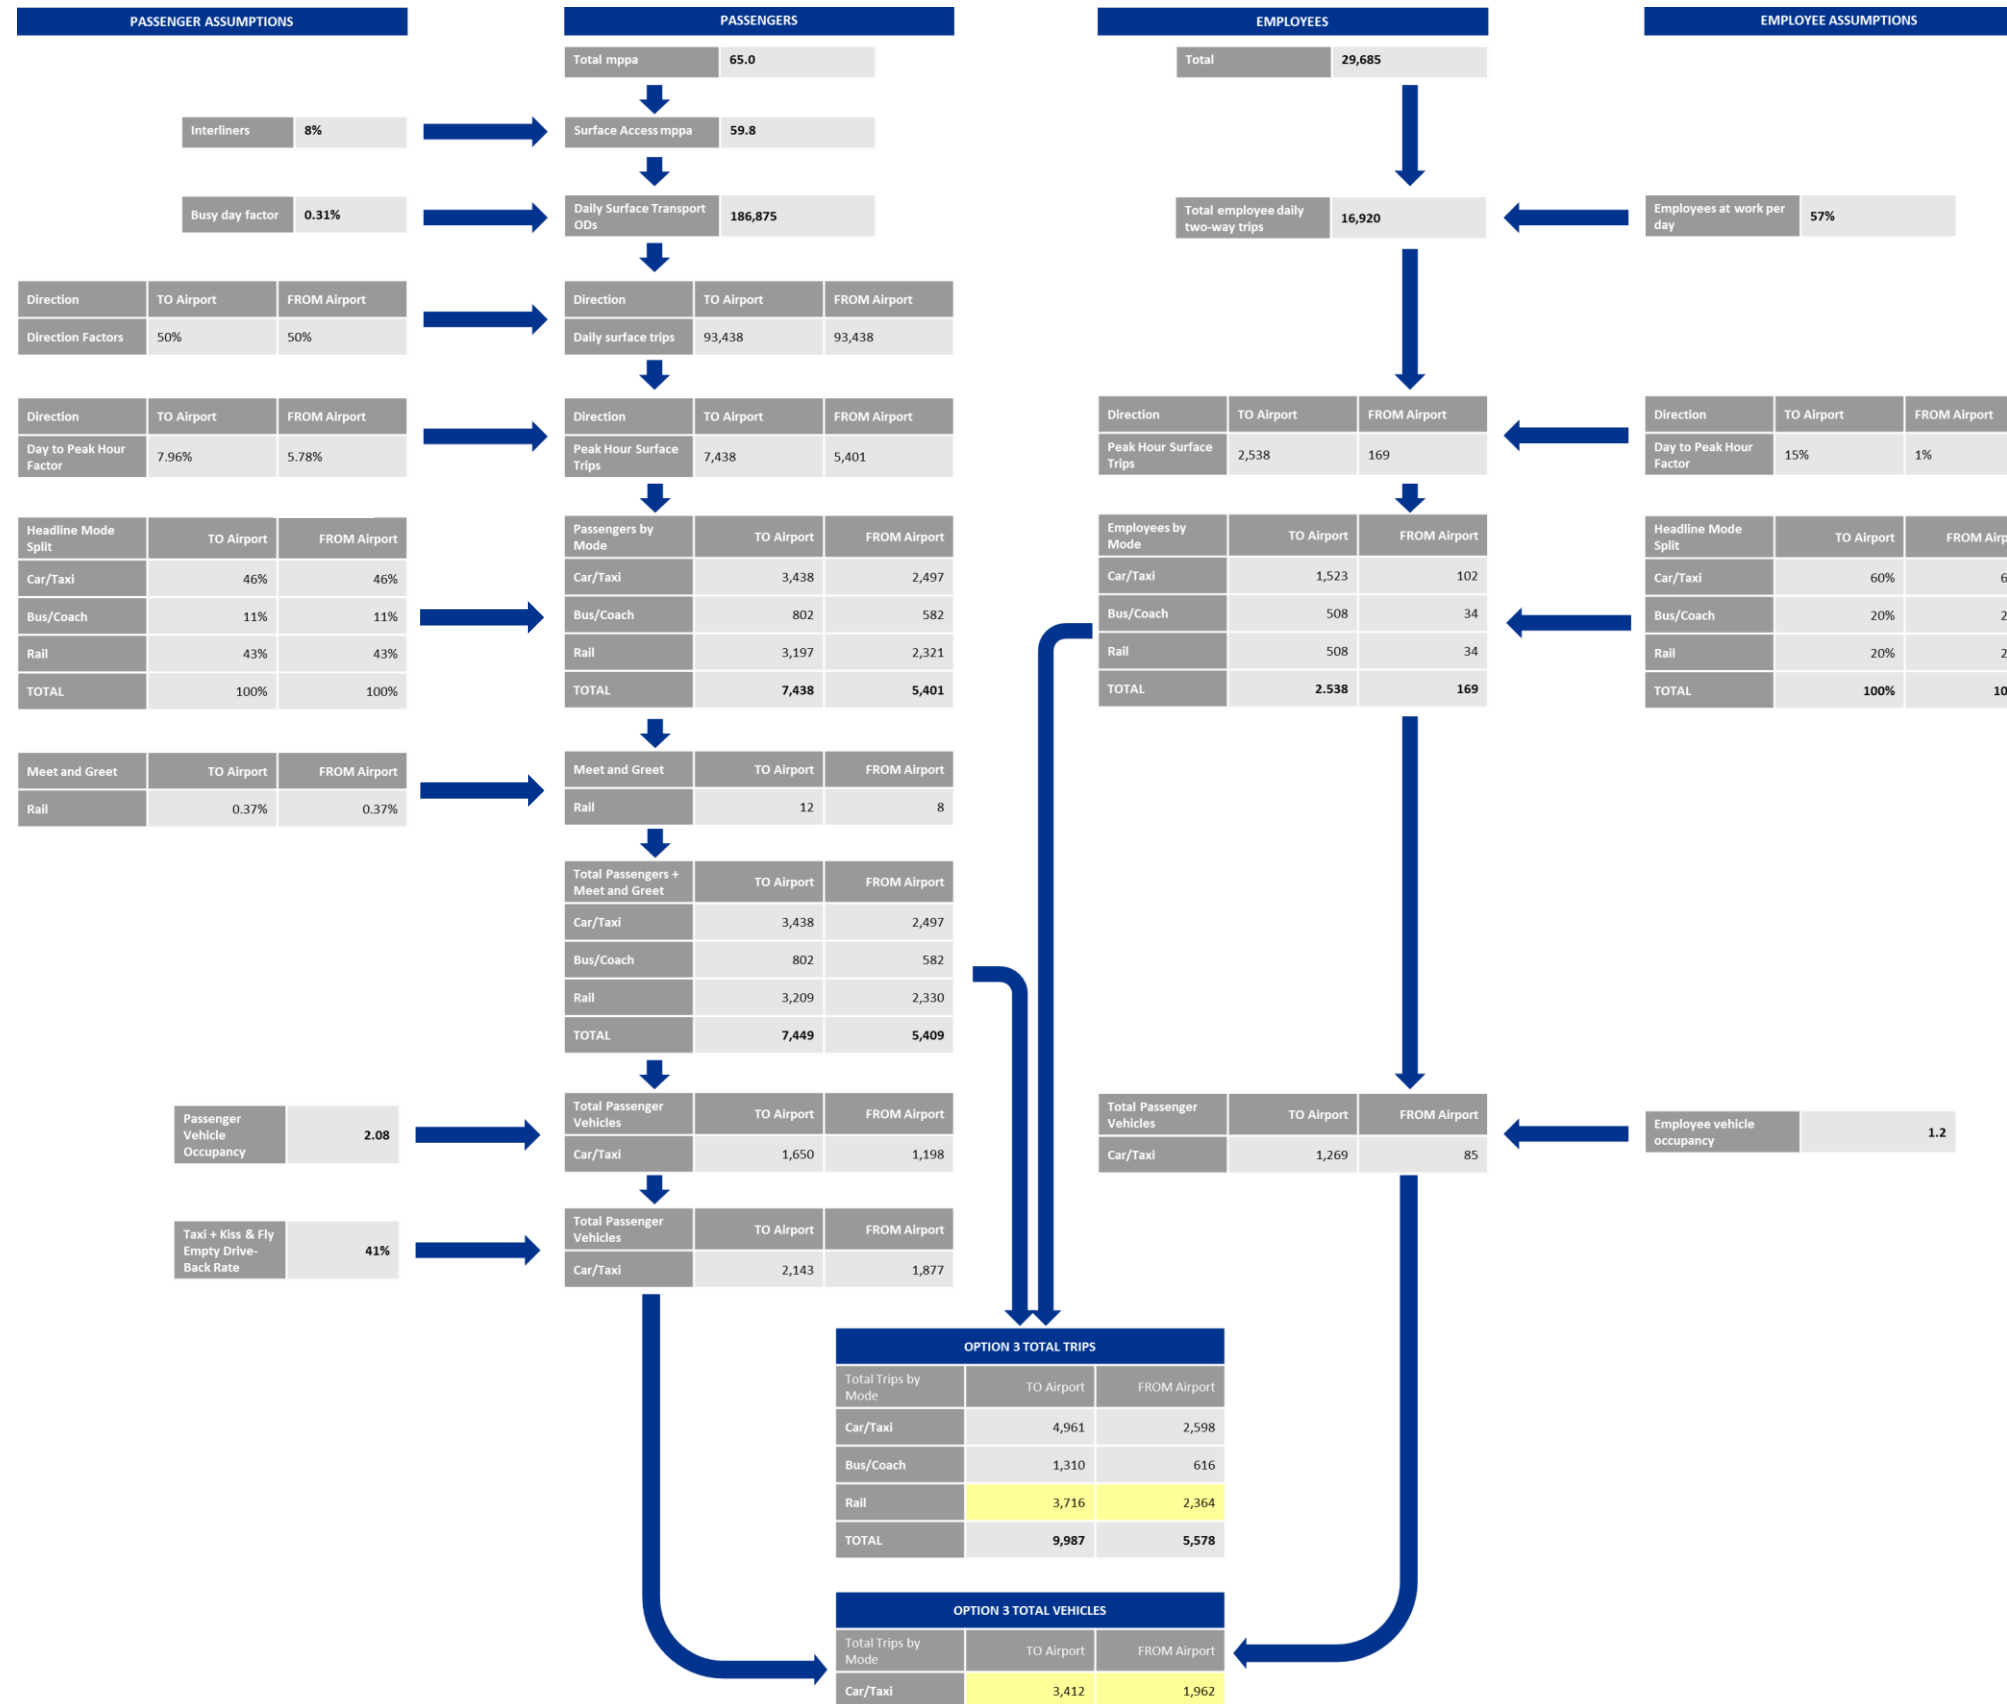 PASSENGER ASSUMPTIONS
PASSENGERS
EMPLOYEES
EMPLOYEE ASSUMPTIONS
Total mppa 65.0
Total 29,685
Interliners 8%
Surface Access mppa 59.8
Busy day factor 0.31%
Daily Surface Transport
ODs
186,875
Total employee daily
two-way trips
16,920
Employees at work per
day
57%
Direction TO Airport FROM Airport
Direction Factors 50% 50%
Direction TO Airport FROM Airport
Daily surface trips 93,438 93,438
Direction TO Airport FROM Airport
Day to Peak Hour
Factor
7.96% 5.78%
Direction TO Airport FROM Airport
Peak Hour Surface
Trips
7,438 5,401
Direction TO Airport FROM Airport
Peak Hour Surface
Trips
2,538 169
Direction TO Airport FROM Airport
Day to Peak Hour
Factor
15% 1%
Headline Mode
Split
TO Airport FROM Airport
Car/Taxi 46% 46%
Bus/Coach 11% 11%
Rail 43% 43%
TOTAL 100% 100%
Passengers by
Mode
TO Airport FROM Airport
Car/Taxi 3,438 2,497
Bus/Coach 802 582
Rail 3,197 2,321
TOTAL 7,438 5,401
Employees by
Mode
TO Airport FROM Airport
Car/Taxi 1,523 102
Bus/Coach 508 34
Rail 508 34
TOTAL 2.538 169
Headline Mode
Split
TO Airport FROM Airp
Car/Taxi 60% 6
Bus/Coach 20% 2
Rail 20% 2
TOTAL 100% 10
Meet and Greet TO Airport FROM Airport
Rail 0.37% 0.37%
Meet and Greet TO Airport FROM Airport
Rail 12 8
Total Passengers +
Meet and Greet
TO Airport FROM Airport
Car/Taxi 3,438 2,497
Bus/Coach 802 582
Rail 3,209 2,330
TOTAL 7,449 5,409
Passenger
Vehicle
Occupancy
2.08
Total Passenger
Vehicles
TO Airport FROM Airport
Car/Taxi 1,650 1,198
Total Passenger
Vehicles
TO Airport FROM Airport
Car/Taxi 1,269 85
Employee vehicle
occupancy
1.2
Taxi + Kiss & Fly
Empty Drive-
Back Rate
41%
Total Passenger
Vehicles
TO Airport FROM Airport
Car/Taxi 2,143 1,877
OPTION 3 TOTAL TRIPS
Total Trips by
Mode
TO Airport FROM Airport
Car/Taxi 4,961 2,598
Bus/Coach 1,310 616
Rail 3,716 2,364
TOTAL 9,987 5,578
OPTION 3 TOTAL VEHICLES
Total Trips by
Mode
TO Airport FROM Airport
Car/Taxi 3,412 1,962